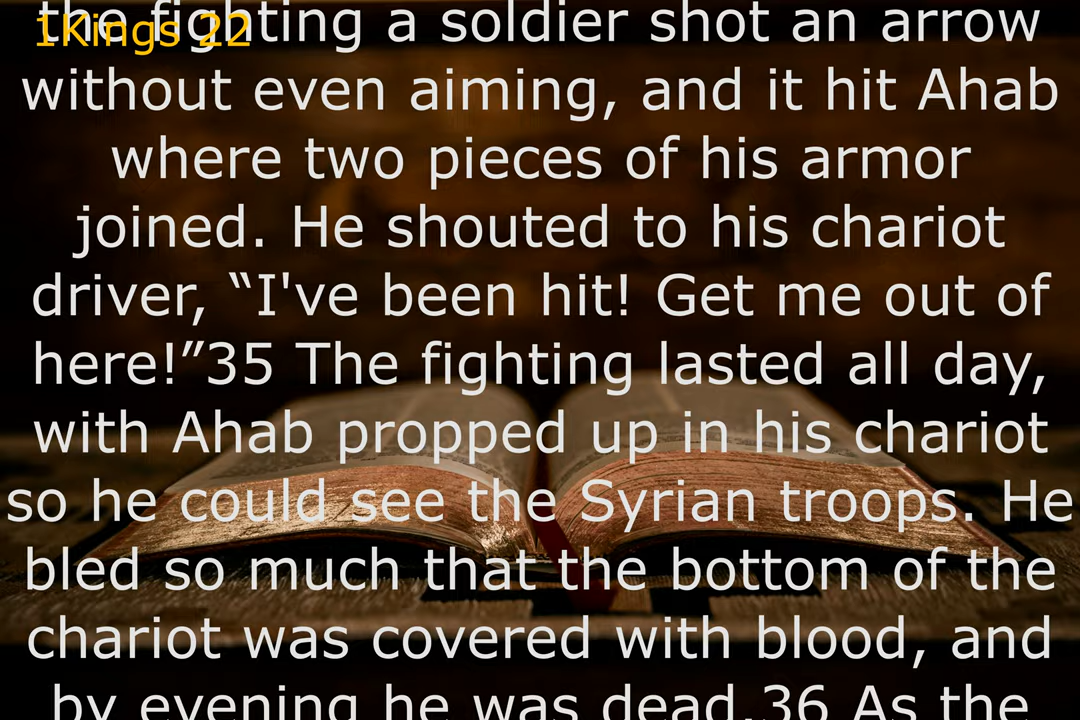 1Kings 22
the fighting a soldier shot an arrow
without even aiming, and it hit Ahab
where two pieces of his armor
joined. He shouted to his chariot
driver, “I've been hit! Get me out of
here!”35 The fighting lasted all day,
with Ahab propped up in his chariot
so he could see the Syrian troops. He
bled so much that the bottom of the
chariot was covered with blood, and
by evening he was dead.36 As the